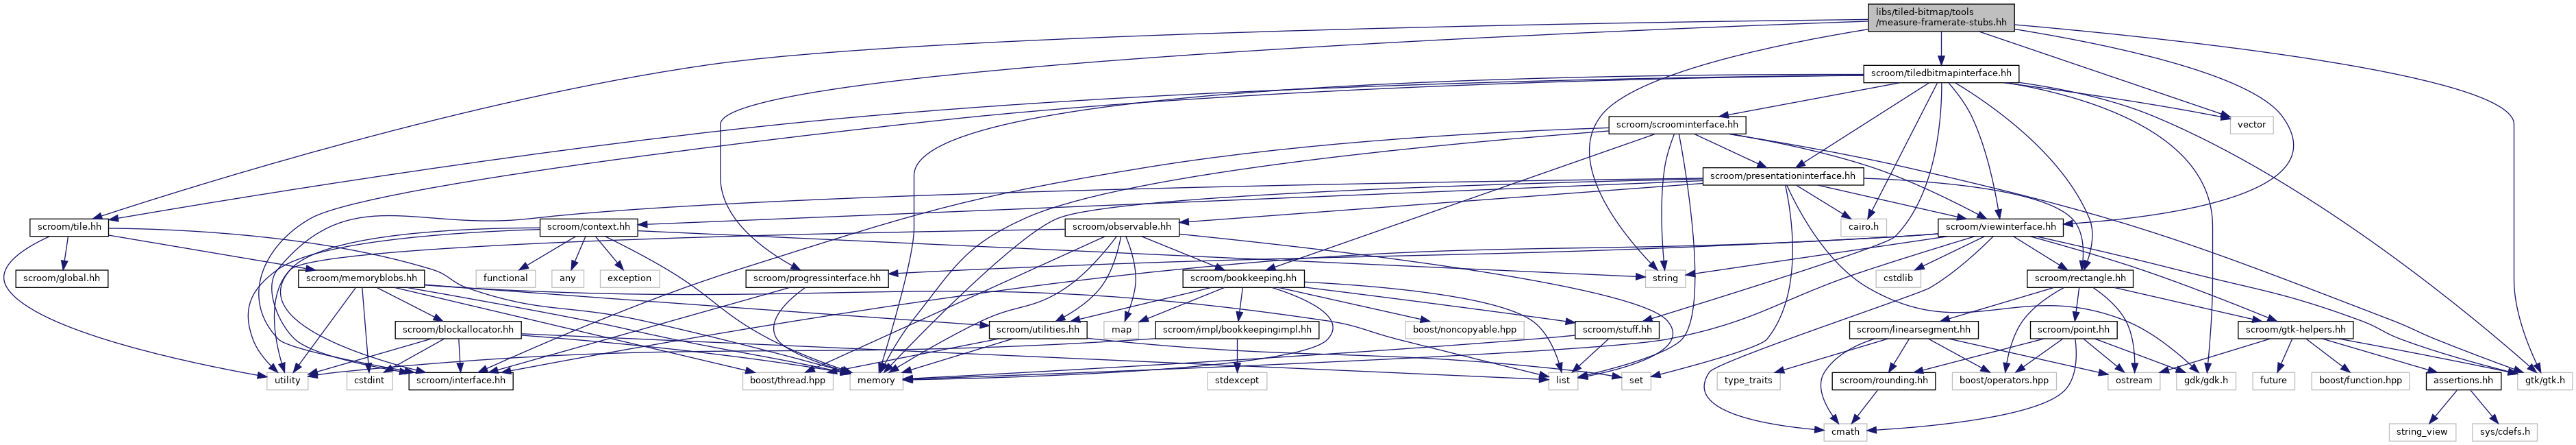 libs/tiled-bitmap/tools
/measure-framerate-stubs.hh
scroom/tiledbitmapinterface.hh
scroom/scroominterface.hh
vector
scroom/presentationinterface.hh
scroom/tile.hh
scroom/context.hh
scroom/observable.hh
cairo.h
scroom/viewinterface.hh
scroom/global.hh
scroom/memoryblobs.hh
functional
any
exception
scroom/progressinterface.hh
scroom/bookkeeping.hh
string
cstdlib
scroom/rectangle.hh
scroom/blockallocator.hh
scroom/utilities.hh
map
scroom/impl/bookkeepingimpl.hh
boost/noncopyable.hpp
scroom/stuff.hh
scroom/linearsegment.hh
scroom/point.hh
scroom/gtk-helpers.hh
utility
cstdint
scroom/interface.hh
boost/thread.hpp
memory
stdexcept
list
set
type_traits
scroom/rounding.hh
boost/operators.hpp
ostream
gdk/gdk.h
future
boost/function.hpp
assertions.hh
gtk/gtk.h
cmath
string_view
sys/cdefs.h